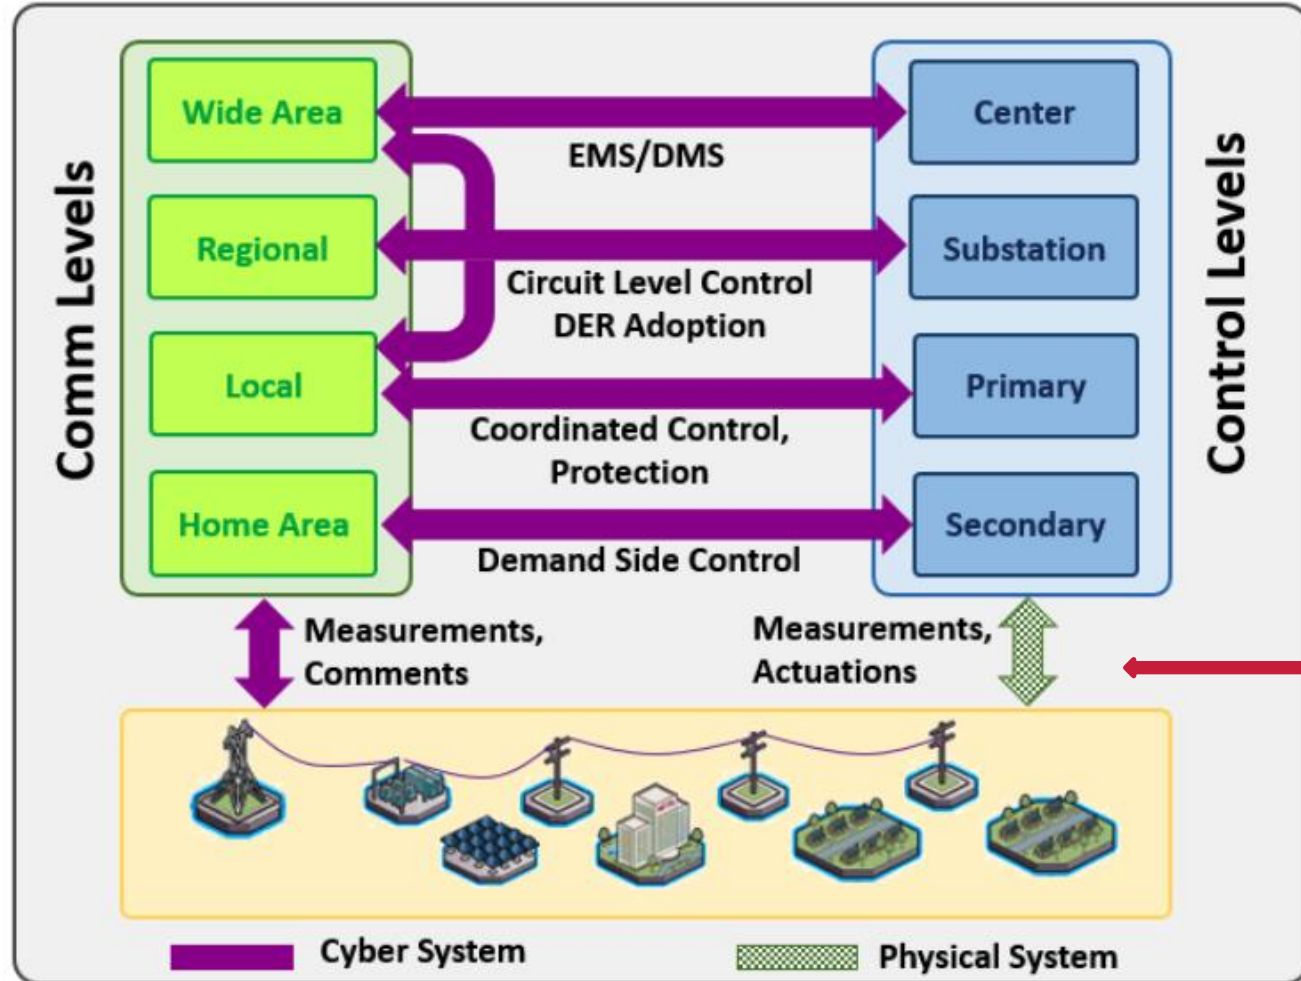 Comm Levels
Wide Area
Regional
Local
Home Area
EMS/DMS
Circuit Level Control
DER Adoption
Coordinated Control,
Protection
Demand Side Control
Center
Substation
Primary
Secondary
Control Levels
Measurements,
Comments
Measurements,
Actuations
Cyber System
Physical System